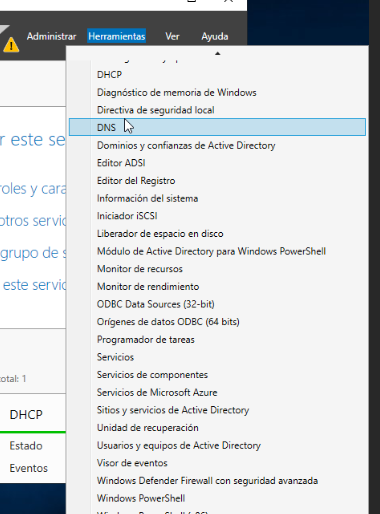 Administrar Herramientas Ver Ayuda
DHCP
Diagnóstico de memoria de Windows
Directiva de seguridad local
DNS
Dominios y confianzas de Active Directory
Editor ADSI
r este se
Editor del Registro
oles y cara
Información del sistema
Iniciador iSCSI
otros servic
Liberador de espacio en disco
grupo de s
Módulo de Active Directory para Windows PowerShell
Monitor de recursos
este servic
Monitor de rendimiento
ODBC Data Sources (32-bit)
Orígenes de datos ODBC (64 bits)
Programador de tareas
Servicios
otal: 1
Servicios de componentes
Servicios de Microsoft Azure
DHCP
Sitios y servicios de Active Directory
Unidad de recuperación
Estado
Usuarios y equipos de Active Directory
Visor de eventos
Eventos
Windows Defender Firewall con seguridad avanzada
Windows PowerShell